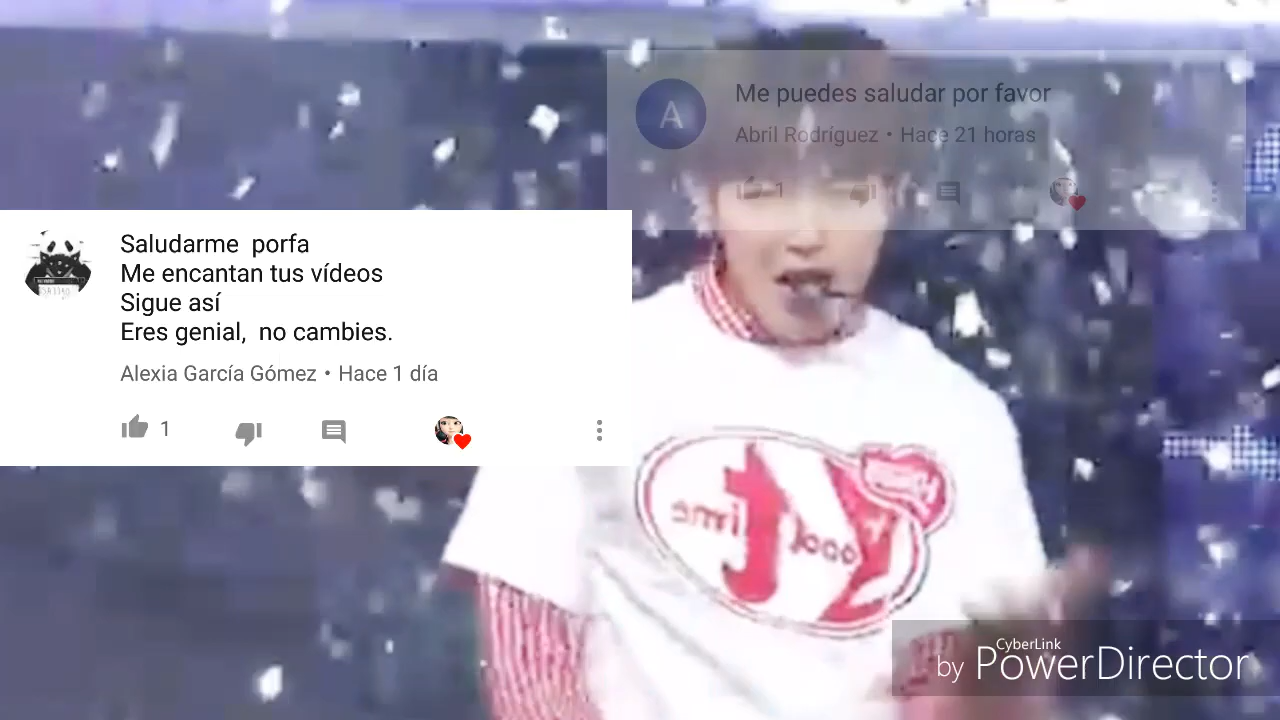 Me puedes saludar por favor
Abril Rodríguez • Hace 21 horas
A
1
Saludarme porfa
Me encantan tus vídeos
Sigue así
Eres genial, no cambies.
Alexia García Gómez • Hace 1 día
1
CyberLink
by PowerDirector